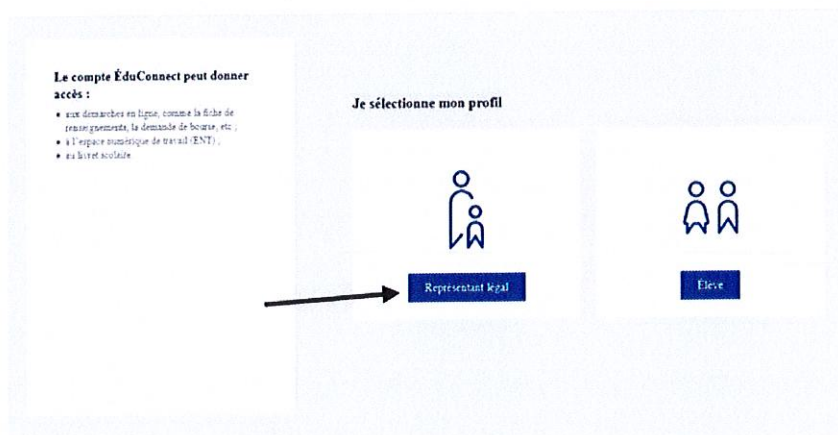 Le compte ÉduConnect peut donner
accès :
• aux démarches en ligne, comme la fiche de
renseignements, la demande de bourse, etc ;
• à l'espace numérique de travail (ENT) ;
• au livret scolaire
Je sélectionne mon profil
Représentant légal
Élève